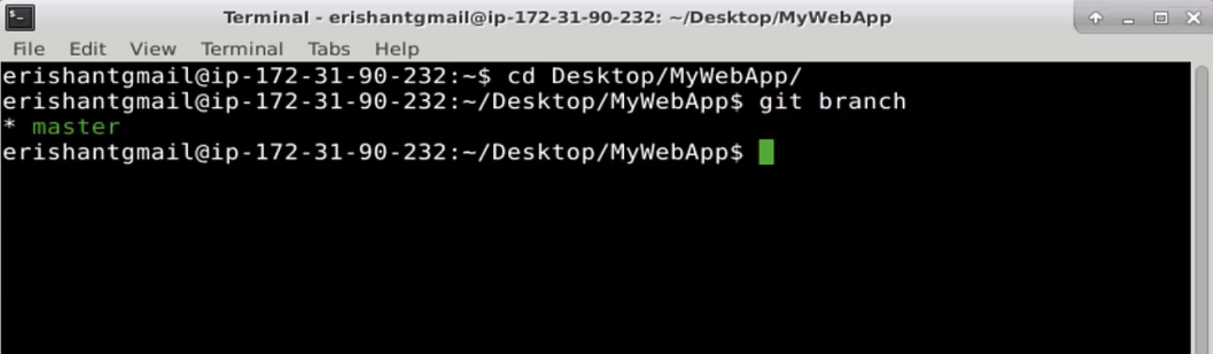 Terminal - erishantgmail@ip-172-31-90-232: ~/Desktop/MyWebApp
File Edit View Terminal Tabs Help
erishantgmail@ip-172-31-90-232:~$ cd Desktop/MyWebApp/
erishantgmail@ip-172-31-90-232:~/Desktop/MyWebApp$ git branch
* master
erishantgmail@ip-172-31-90-232:~/Desktop/MyWebApp$